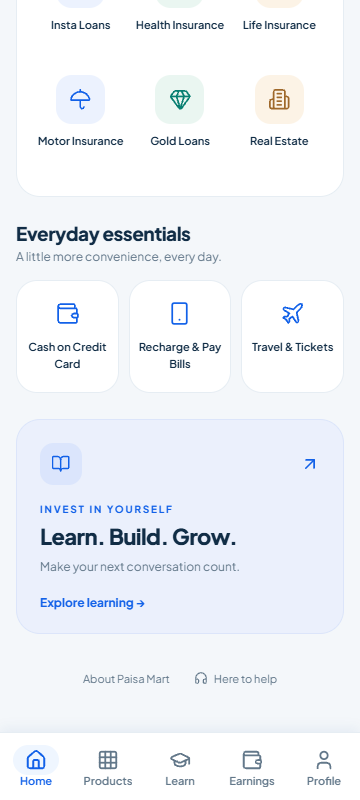 Insta Loans
Health Insurance
Life Insurance
Motor Insurance
Gold Loans
Real Estate
Everyday essentials
A little more convenience, every day.
Cash on Credit
Card
Recharge & Pay
Bills
Travel & Tickets
INVEST IN YOURSELF
Learn. Build. Grow.
Make your next conversation count.
Explore learning →
About Paisa Mart
Here to help
Home
Products
Learn
Earnings
Profile